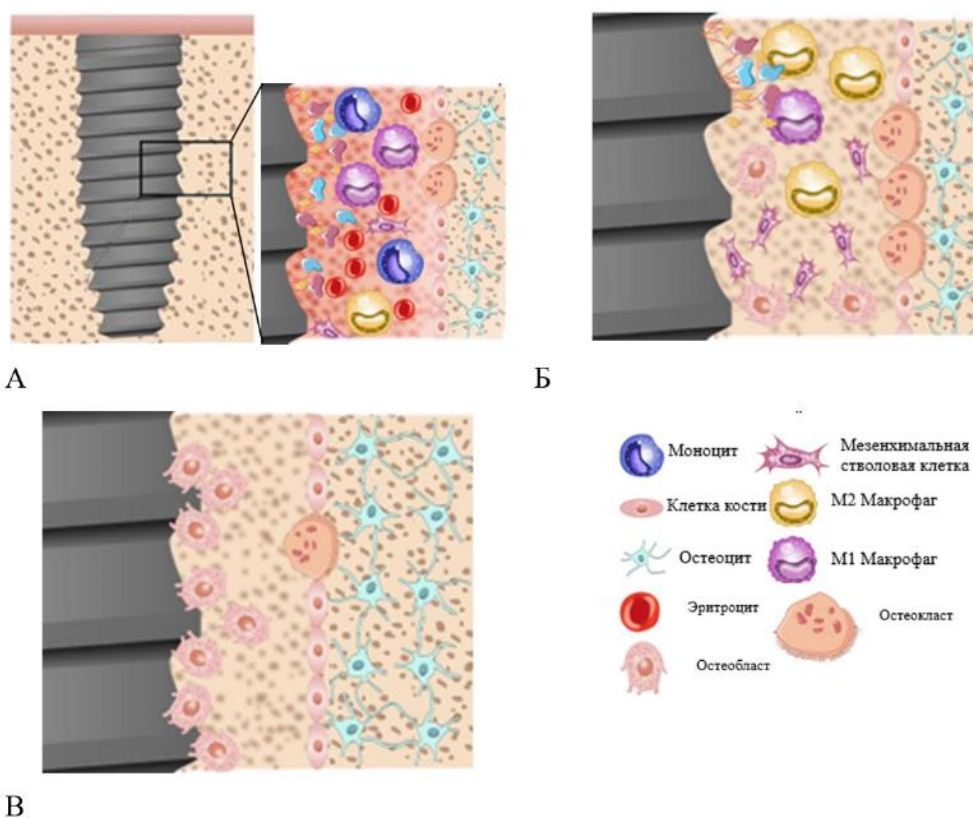 А
Б
В
..
Моноцит
Мезенхимальная
стволовая клетка
Клетка кости
М2 Макрофаг
Остеоцит
М1 Макрофаг
Эритроцит
Остеокласт
Остеобласт